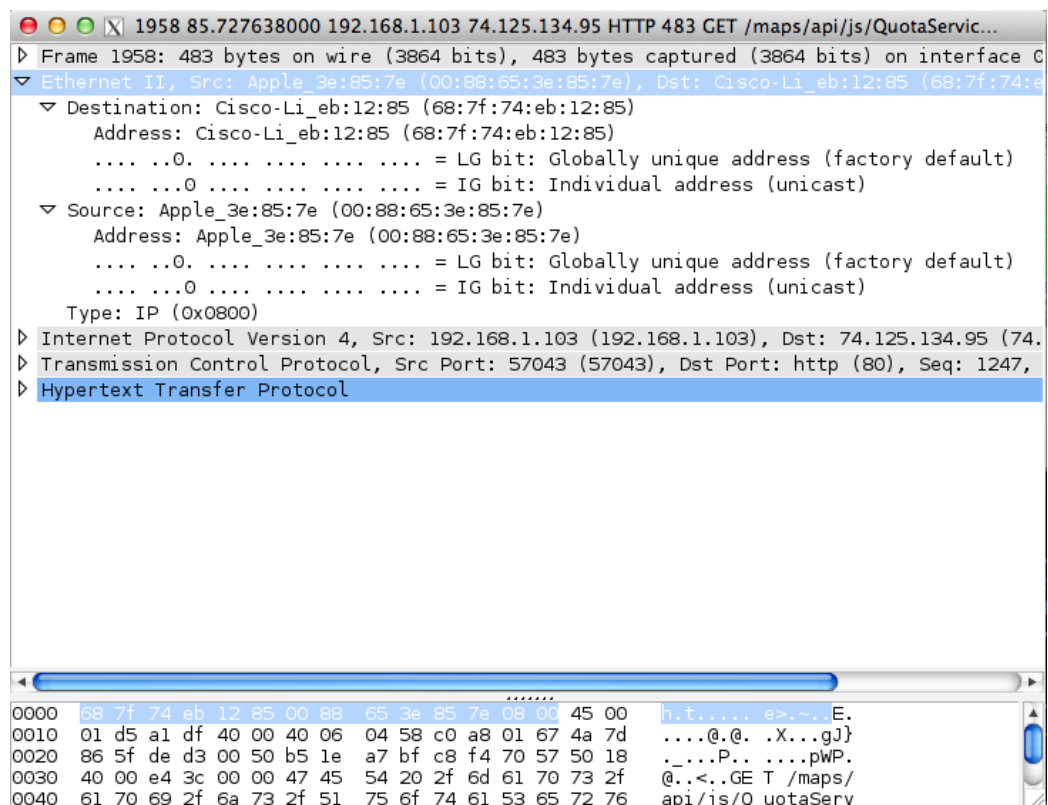 1958 85.727638000 192.168.1.103 74.125.134.95 HTTP 483 GET /maps/api/js/QuotaServic...
Frame 1958: 483 bytes on wire (3864 bits), 483 bytes captured (3864 bits) on interface 0
Ethernet II, Src: Apple_3e:85:7e (00:88:65:3e:85:7e), Dst: Cisco-Li_eb:12:85 (68:7f:74:e
Destination: Cisco-Li_eb:12:85 (68:7f:74:eb:12:85)
Address: Cisco-Li_eb:12:85 (68:7f:74:eb:12:85)
.... ..0. .... .... .... .... = LG bit: Globally unique address (factory default)
.... ...0 .... .... .... .... = IG bit: Individual address (unicast)
Source: Apple_3e:85:7e (00:88:65:3e:85:7e)
Address: Apple_3e:85:7e (00:88:65:3e:85:7e)
.... ..0. .... .... .... .... = LG bit: Globally unique address (factory default)
.... ...0 .... .... .... .... = IG bit: Individual address (unicast)
Type: IP (0x0800)
Internet Protocol Version 4, Src: 192.168.1.103 (192.168.1.103), Dst: 74.125.134.95 (74.
Transmission Control Protocol, Src Port: 57043 (57043), Dst Port: http (80), Seq: 1247,
Hypertext Transfer Protocol
0000 68 7f 74 eb 12 85 00 88 65 3e 85 7e 08 00 45 00 h.t..... e>.~..E.
0010 01 d5 a1 df 40 00 40 06 04 58 c0 a8 01 67 4a 7d ....@.@. .X...gJ}
0020 86 5f de d3 00 50 b5 1e a7 bf c8 f4 70 57 50 18 ._...P.. ....pWP.
0030 40 00 e4 3c 00 00 47 45 54 20 2f 6d 61 70 73 2f @..<..GE T /maps/
0040 61 70 69 2f 6a 73 2f 51 75 6f 74 61 53 65 72 76 api/js/Q uotaServ